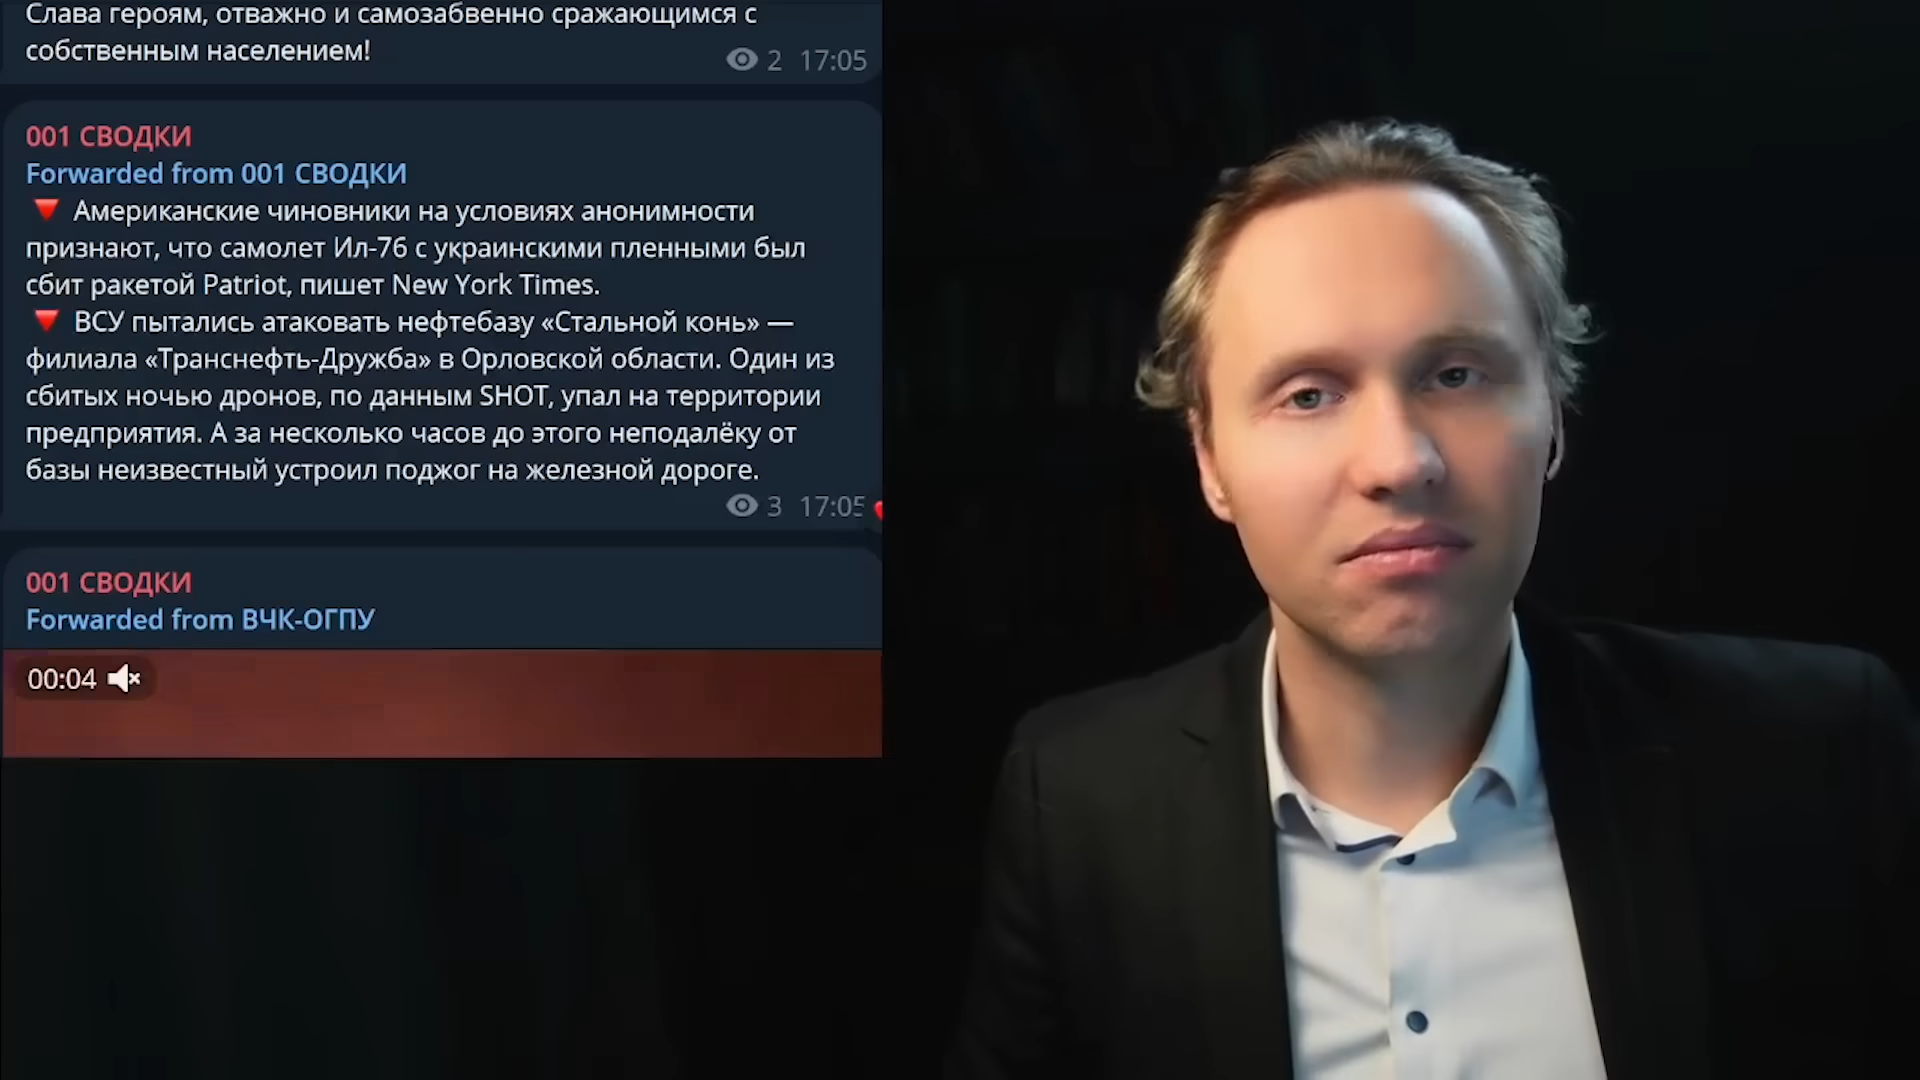 Слава героям, отважно и самозабвенно сражающимся с
собственным населением!
2 17:05
001 СВОДКИ
Forwarded from 001 СВОДКИ
🔻 Американские чиновники на условиях анонимности
признают, что самолет Ил-76 с украинскими пленными был
сбит ракетой Patriot, пишет New York Times.
🔻 ВСУ пытались атаковать нефтебазу «Стальной конь» —
филиала «Транснефть-Дружба» в Орловской области. Один из
сбитых ночью дронов, по данным SHOT, упал на территории
предприятия. А за несколько часов до этого неподалёку от
базы неизвестный устроил поджог на железной дороге.
3 17:05
001 СВОДКИ
Forwarded from ВЧК-ОГПУ
00:04